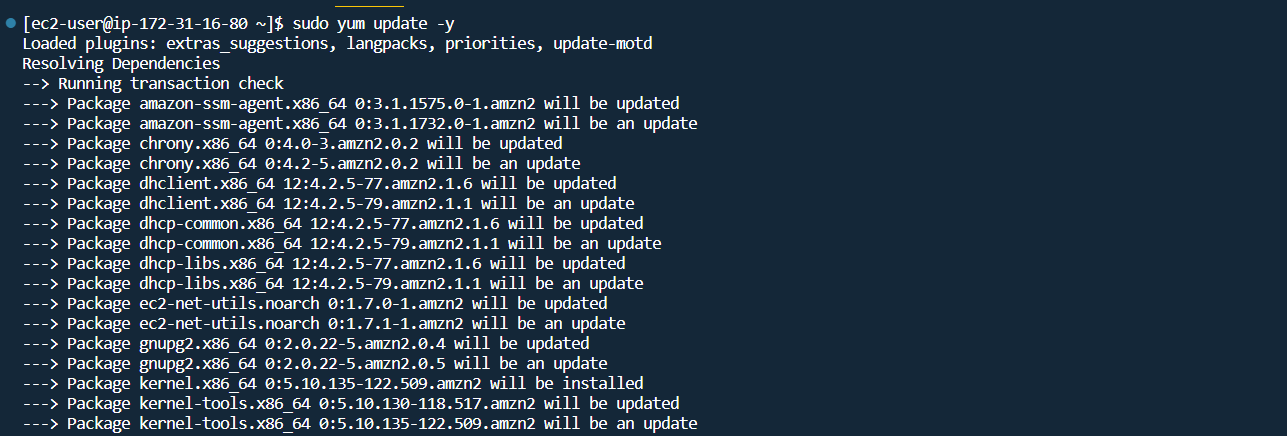 [ec2-user@ip-172-31-16-80 ~]$ sudo yum update -y
Loaded plugins: extras_suggestions, langpacks, priorities, update-motd
Resolving Dependencies
--> Running transaction check
---> Package amazon-ssm-agent.x86_64 0:3.1.1575.0-1.amzn2 will be updated
---> Package amazon-ssm-agent.x86_64 0:3.1.1732.0-1.amzn2 will be an update
---> Package chrony.x86_64 0:4.0-3.amzn2.0.2 will be updated
---> Package chrony.x86_64 0:4.2-5.amzn2.0.2 will be an update
---> Package dhclient.x86_64 12:4.2.5-77.amzn2.1.6 will be updated
---> Package dhclient.x86_64 12:4.2.5-79.amzn2.1.1 will be an update
---> Package dhcp-common.x86_64 12:4.2.5-77.amzn2.1.6 will be updated
---> Package dhcp-common.x86_64 12:4.2.5-79.amzn2.1.1 will be an update
---> Package dhcp-libs.x86_64 12:4.2.5-77.amzn2.1.6 will be updated
---> Package dhcp-libs.x86_64 12:4.2.5-79.amzn2.1.1 will be an update
---> Package ec2-net-utils.noarch 0:1.7.0-1.amzn2 will be updated
---> Package ec2-net-utils.noarch 0:1.7.1-1.amzn2 will be an update
---> Package gnupg2.x86_64 0:2.0.22-5.amzn2.0.4 will be updated
---> Package gnupg2.x86_64 0:2.0.22-5.amzn2.0.5 will be an update
---> Package kernel.x86_64 0:5.10.135-122.509.amzn2 will be installed
---> Package kernel-tools.x86_64 0:5.10.130-118.517.amzn2 will be updated
---> Package kernel-tools.x86_64 0:5.10.135-122.509.amzn2 will be an update